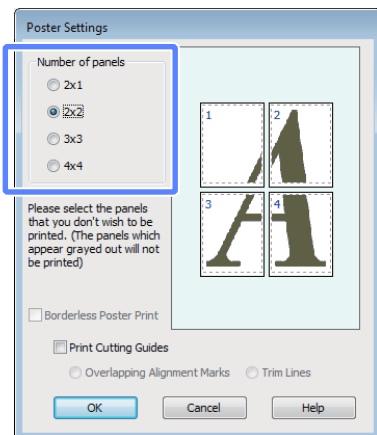 Poster Settings
Number of panels
2x1
2x2
3x3
4x4
1
2
3
4
Please select the panels
that you don't wish to be
printed. (The panels which
appear grayed out will not
be printed)
Borderless Poster Print
Print Cutting Guides
Overlapping Alignment Marks Trim Lines
OK Cancel Help